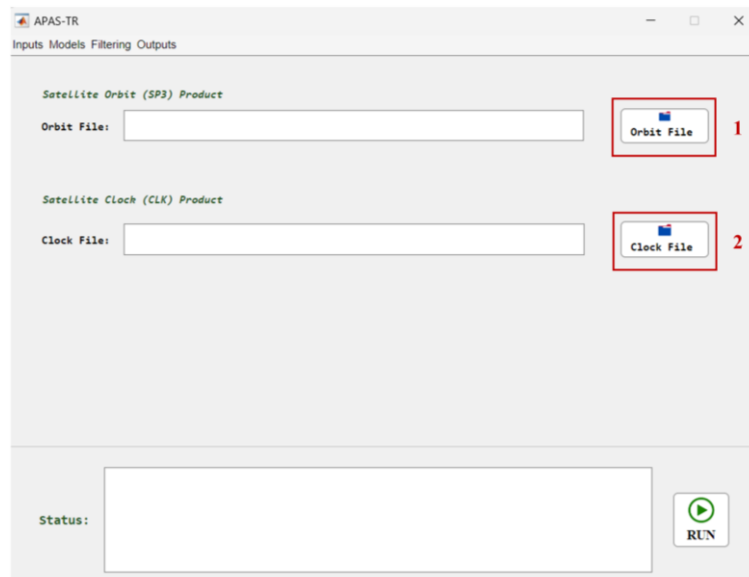 APAS-TR
Inputs Models Filtering Outputs
Satellite Orbit (SP3) Product
Orbit File:
Orbit File
1
Satellite Clock (CLK) Product
Clock File:
Clock File
2
Status:
RUN